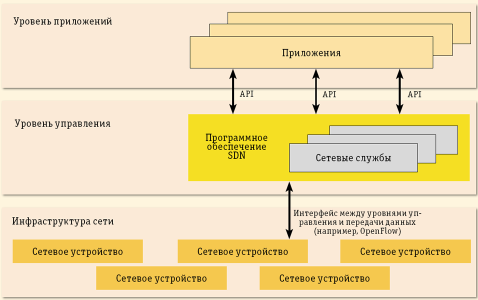 Уровень приложений
Приложения
API
API
API
Уровень управления
Программное
обеспечение
SDN
Сетевые службы
Интерфейс между уровнями уп-
равления и передачи данных
(например, OpenFlow)
Инфраструктура сети
Сетевое устройство
Сетевое устройство
Сетевое устройство
Сетевое устройство
Сетевое устройство